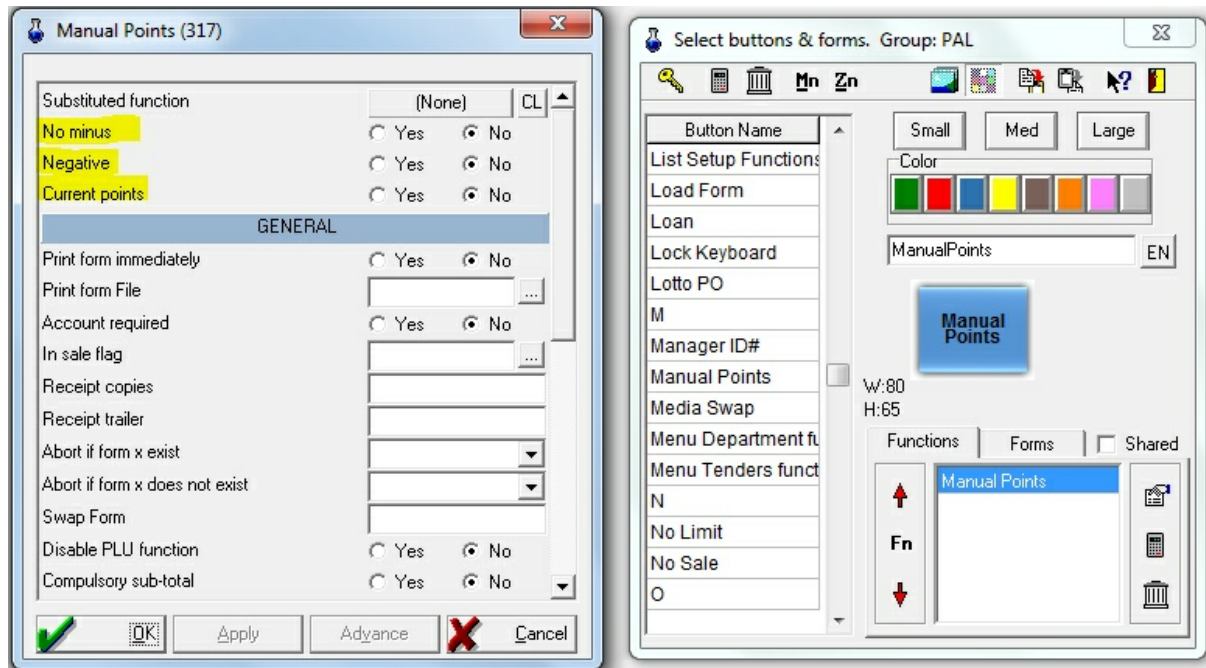 Manual Points (317)
Substituted function (None) CL
No minus Yes No
Negative Yes No
Current points Yes No
GENERAL
Print form immediately Yes No
Print form File ...
Account required Yes No
In sale flag ...
Receipt copies
Receipt trailer
Abort if form x exist
Abort if form x does not exist
Swap Form
Disable PLU function Yes No
Compulsory sub-total Yes No
OK Apply Advance Cancel
Select buttons & forms. Group: PAL
Mn Zn
Button Name
List Setup Functions
Load Form
Loan
Lock Keyboard
Lotto PO
M
Manager ID#
Manual Points
Media Swap
Menu Department fu
Menu Tenders funct
N
No Limit
No Sale
O
Small Med Large
Color
ManualPoints EN
Manual
Points
W:80
H:65
Functions Forms Shared
Manual Points
Fn